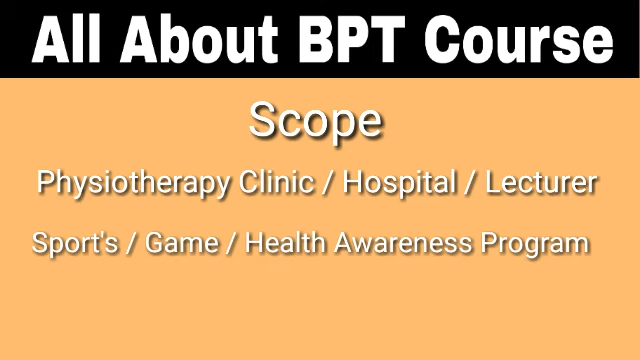 All About BPT Course
Scope
Physiotherapy Clinic / Hospital / Lecturer
Sport's / Game / Health Awareness Program